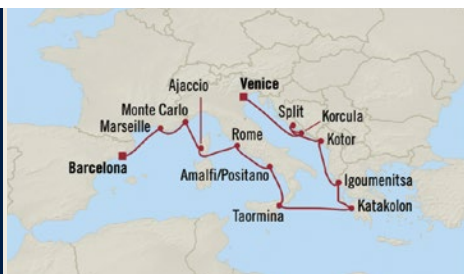 Ajaccio
Venice
Monte Carlo
Split
Korcula
Marseille
Rome
Kotor
Barcelona
Amalfi/Positano
Igoumenitsa
Taormina
Katakolon